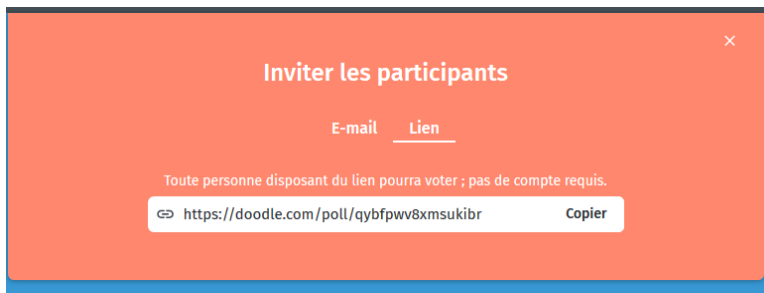 Inviter les participants
E-mail Lien
Toute personne disposant du lien pourra voter ; pas de compte requis.
https://doodle.com/poll/qybfpwv8xmsukibr Copier